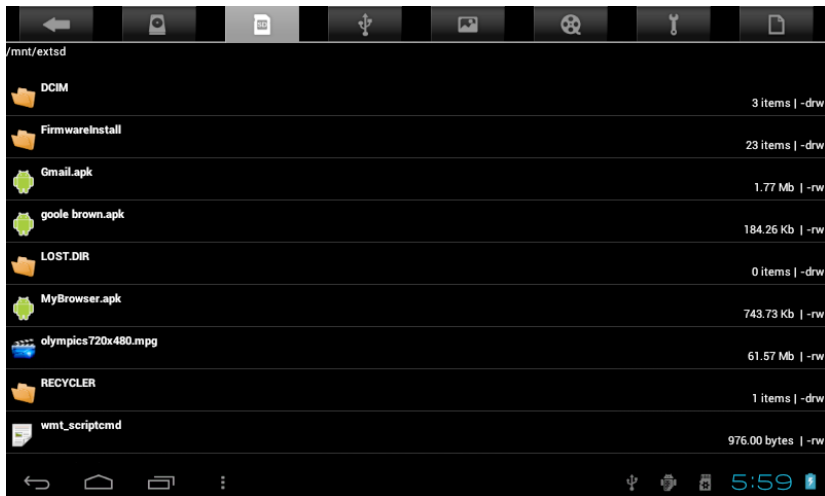 /mnt/extsd
DCIM
3 items | -drw
FirmwareInstall
23 items | -drw
Gmail.apk
1.77 Mb | -rw
goole brown.apk
184.26 Kb | -rw
LOST.DIR
0 items | -drw
MyBrowser.apk
743.73 Kb | -rw
olympics720x480.mpg
61.57 Mb | -rw
RECYCLER
1 items | -drw
wmt_scriptcmd
976.00 bytes | -rw
5:59